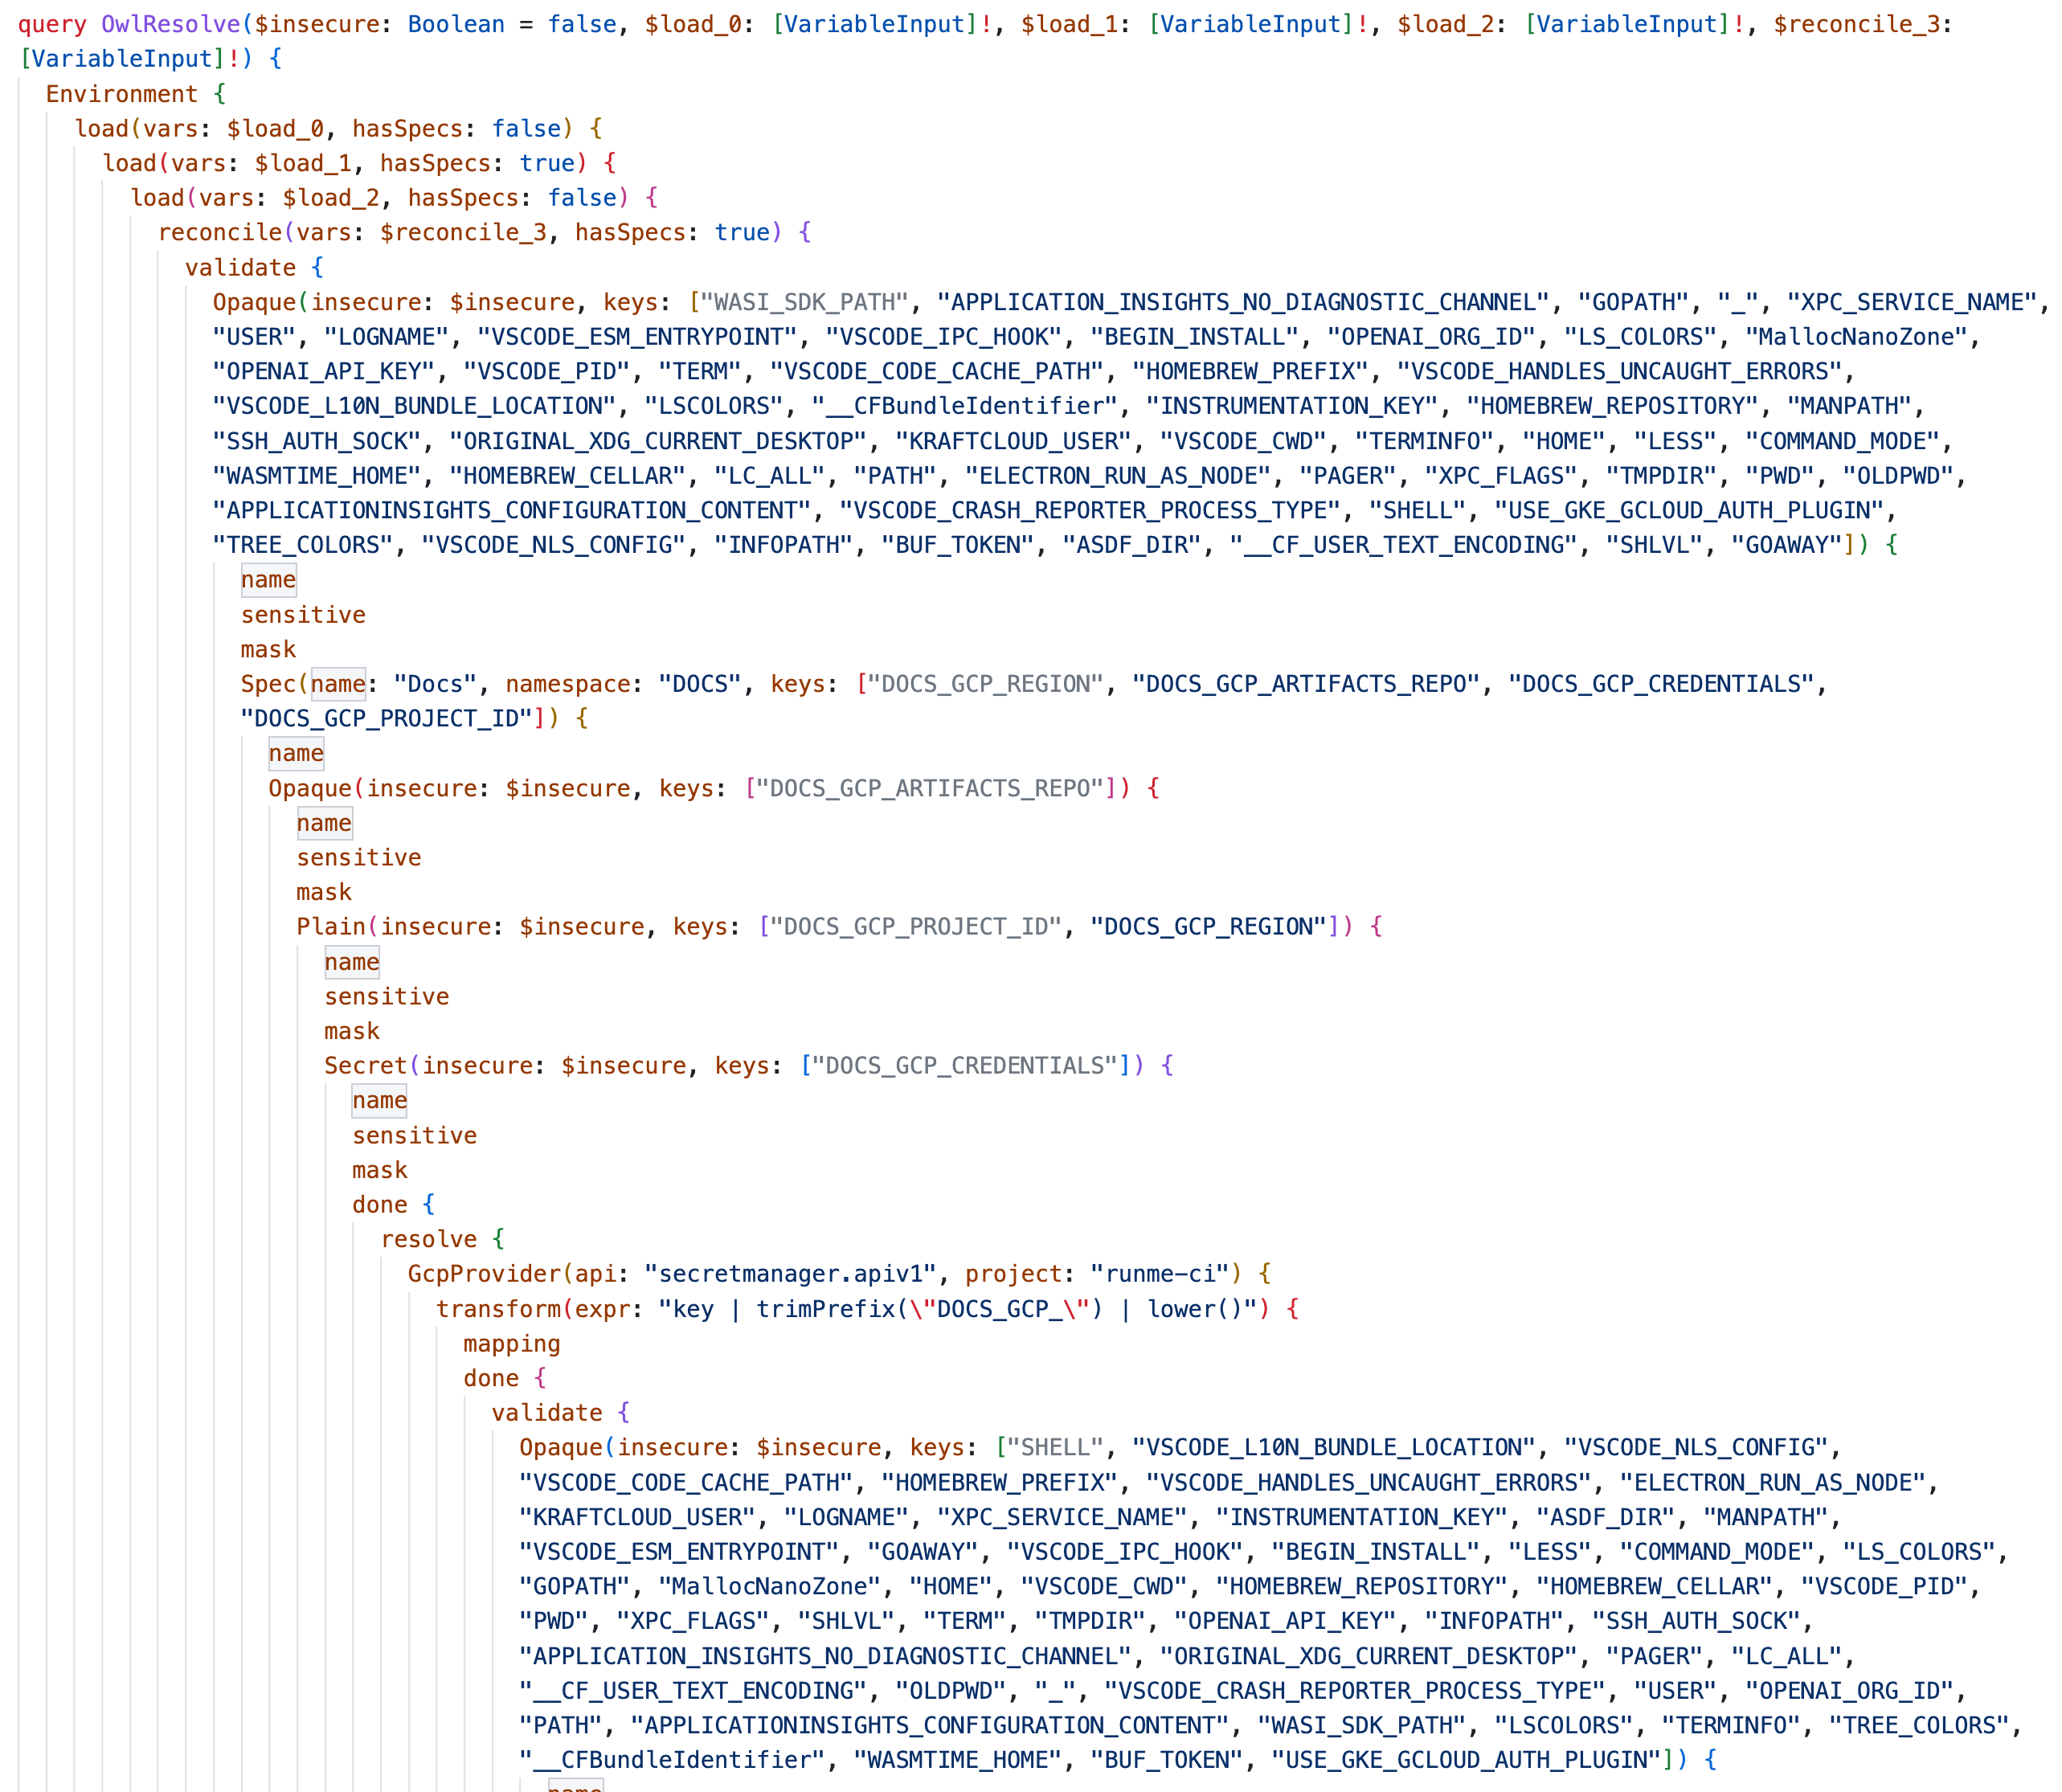 query OwlResolve($insecure: Boolean = false, $load_0: [VariableInput]!, $load_1: [VariableInput]!, $load_2: [VariableInput]!, $reconcile_3:
[VariableInput]!) {
Environment {
load(vars: $load_0, hasSpecs: false) {
load(vars: $load_1, hasSpecs: true) {
load(vars: $load_2, hasSpecs: false) {
reconcile(vars: $reconcile_3, hasSpecs: true) {
validate {
Opaque(insecure: $insecure, keys: ["WASI_SDK_PATH", "APPLICATION_INSIGHTS_NO_DIAGNOSTIC_CHANNEL", "GOPATH", "_", "XPC_SERVICE_NAME",
"USER", "LOGNAME", "VSCODE_ESM_ENTRYPOINT", "VSCODE_IPC_HOOK", "BEGIN_INSTALL", "OPENAI_ORG_ID", "LS_COLORS", "MallocNanoZone",
"OPENAI_API_KEY", "VSCODE_PID", "TERM", "VSCODE_CODE_CACHE_PATH", "HOMEBREW_PREFIX", "VSCODE_HANDLES_UNCAUGHT_ERRORS",
"VSCODE_L10N_BUNDLE_LOCATION", "LSCOLORS", "__CFBundleIdentifier", "INSTRUMENTATION_KEY", "HOMEBREW_REPOSITORY", "MANPATH",
"SSH_AUTH_SOCK", "ORIGINAL_XDG_CURRENT_DESKTOP", "KRAFTCLOUD_USER", "VSCODE_CWD", "TERMINFO", "HOME", "LESS", "COMMAND_MODE",
"WASMTIME_HOME", "HOMEBREW_CELLAR", "LC_ALL", "PATH", "ELECTRON_RUN_AS_NODE", "PAGER", "XPC_FLAGS", "TMPDIR", "PWD", "OLDPWD",
"APPLICATIONINSIGHTS_CONFIGURATION_CONTENT", "VSCODE_CRASH_REPORTER_PROCESS_TYPE", "SHELL", "USE_GKE_GCLOUD_AUTH_PLUGIN",
"TREE_COLORS", "VSCODE_NLS_CONFIG", "INFOPATH", "BUF_TOKEN", "ASDF_DIR", "__CF_USER_TEXT_ENCODING", "SHLVL", "GOAWAY"]) {
name
sensitive
mask
Spec(name: "Docs", namespace: "DOCS", keys: ["DOCS_GCP_REGION", "DOCS_GCP_ARTIFACTS_REPO", "DOCS_GCP_CREDENTIALS",
"DOCS_GCP_PROJECT_ID"]) {
name
Opaque(insecure: $insecure, keys: ["DOCS_GCP_ARTIFACTS_REPO"]) {
name
sensitive
mask
Plain(insecure: $insecure, keys: ["DOCS_GCP_PROJECT_ID", "DOCS_GCP_REGION"]) {
name
sensitive
mask
Secret(insecure: $insecure, keys: ["DOCS_GCP_CREDENTIALS"]) {
name
sensitive
mask
done {
resolve {
GcpProvider(api: "secretmanager.apiv1", project: "runme-ci") {
transform(expr: "key | trimPrefix(\"DOCS_GCP_\") | lower()") {
mapping
done {
validate {
Opaque(insecure: $insecure, keys: ["SHELL", "VSCODE_L10N_BUNDLE_LOCATION", "VSCODE_NLS_CONFIG",
"VSCODE_CODE_CACHE_PATH", "HOMEBREW_PREFIX", "VSCODE_HANDLES_UNCAUGHT_ERRORS", "ELECTRON_RUN_AS_NODE",
"KRAFTCLOUD_USER", "LOGNAME", "XPC_SERVICE_NAME", "INSTRUMENTATION_KEY", "ASDF_DIR", "MANPATH",
"VSCODE_ESM_ENTRYPOINT", "GOAWAY", "VSCODE_IPC_HOOK", "BEGIN_INSTALL", "LESS", "COMMAND_MODE", "LS_COLORS",
"GOPATH", "MallocNanoZone", "HOME", "VSCODE_CWD", "HOMEBREW_REPOSITORY", "HOMEBREW_CELLAR", "VSCODE_PID",
"PWD", "XPC_FLAGS", "SHLVL", "TERM", "TMPDIR", "OPENAI_API_KEY", "INFOPATH", "SSH_AUTH_SOCK",
"APPLICATION_INSIGHTS_NO_DIAGNOSTIC_CHANNEL", "ORIGINAL_XDG_CURRENT_DESKTOP", "PAGER", "LC_ALL",
"__CF_USER_TEXT_ENCODING", "OLDPWD", "_", "VSCODE_CRASH_REPORTER_PROCESS_TYPE", "USER", "OPENAI_ORG_ID",
"PATH", "APPLICATIONINSIGHTS_CONFIGURATION_CONTENT", "WASI_SDK_PATH", "LSCOLORS", "TERMINFO", "TREE_COLORS",
"__CFBundleIdentifier", "WASMTIME_HOME", "BUF_TOKEN", "USE_GKE_GCLOUD_AUTH_PLUGIN"]) {